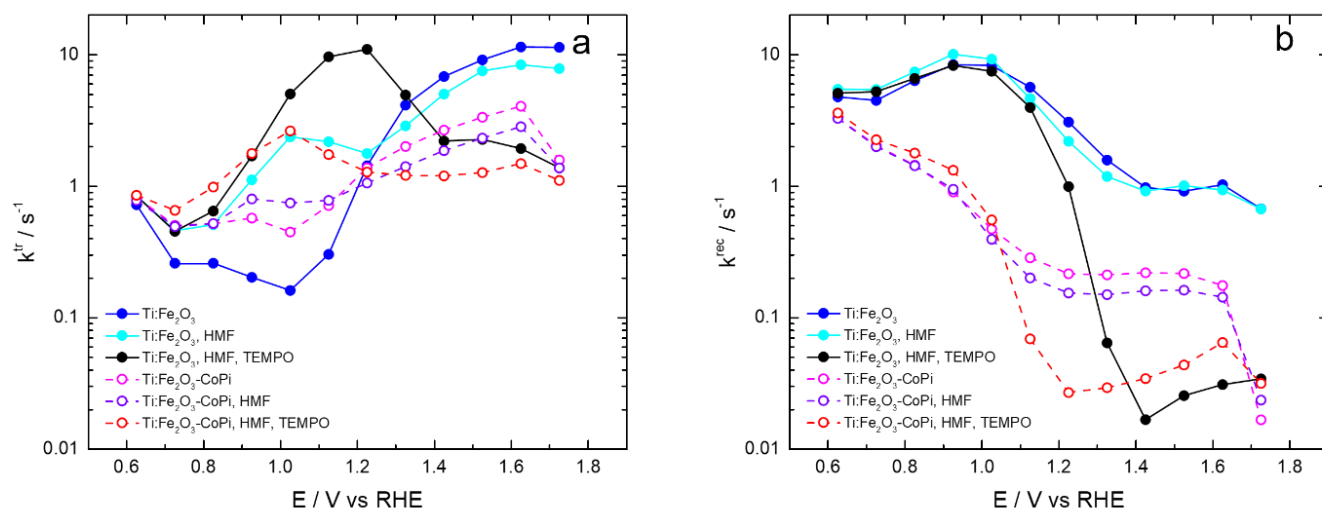 a
10
1
0.1
0.01
k^tr / s^-1
Ti:Fe₂O₃
Ti:Fe₂O₃, HMF
Ti:Fe₂O₃, HMF, TEMPO
Ti:Fe₂O₃-CoPi
Ti:Fe₂O₃-CoPi, HMF
Ti:Fe₂O₃-CoPi, HMF, TEMPO
0.6 0.8 1.0 1.2 1.4 1.6 1.8
E / V vs RHE
b
10
1
0.1
0.01
k^rec / s^-1
Ti:Fe₂O₃
Ti:Fe₂O₃, HMF
Ti:Fe₂O₃, HMF, TEMPO
Ti:Fe₂O₃-CoPi
Ti:Fe₂O₃-CoPi, HMF
Ti:Fe₂O₃-CoPi, HMF, TEMPO
0.6 0.8 1.0 1.2 1.4 1.6 1.8
E / V vs RHE